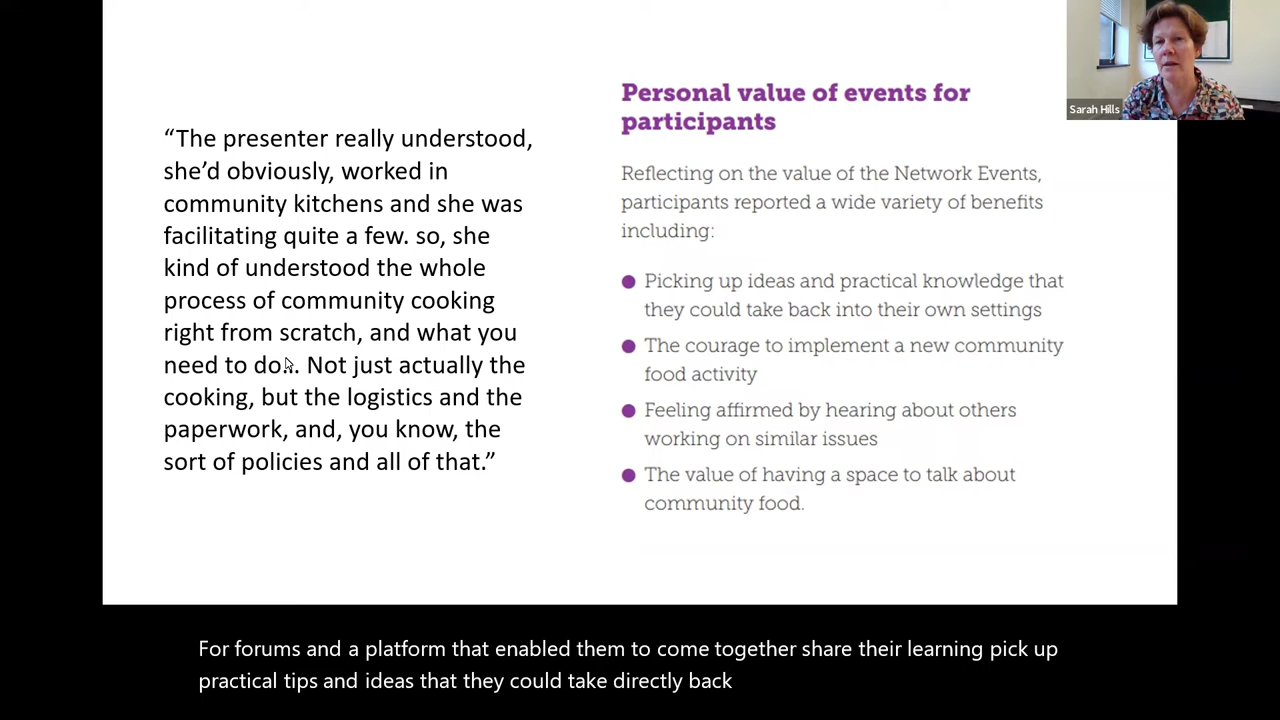 “The presenter really understood,
she’d obviously, worked in
community kitchens and she was
facilitating quite a few. so, she
kind of understood the whole
process of community cooking
right from scratch, and what you
need to do... Not just actually the
cooking, but the logistics and the
paperwork, and, you know, the
sort of policies and all of that.”
Personal value of events for
participants
Reflecting on the value of the Network Events,
participants reported a wide variety of benefits
including:
Picking up ideas and practical knowledge that
they could take back into their own settings
The courage to implement a new community
food activity
Feeling affirmed by hearing about others
working on similar issues
The value of having a space to talk about
community food.
Sarah Hills
For forums and a platform that enabled them to come together share their learning pick up
practical tips and ideas that they could take directly back